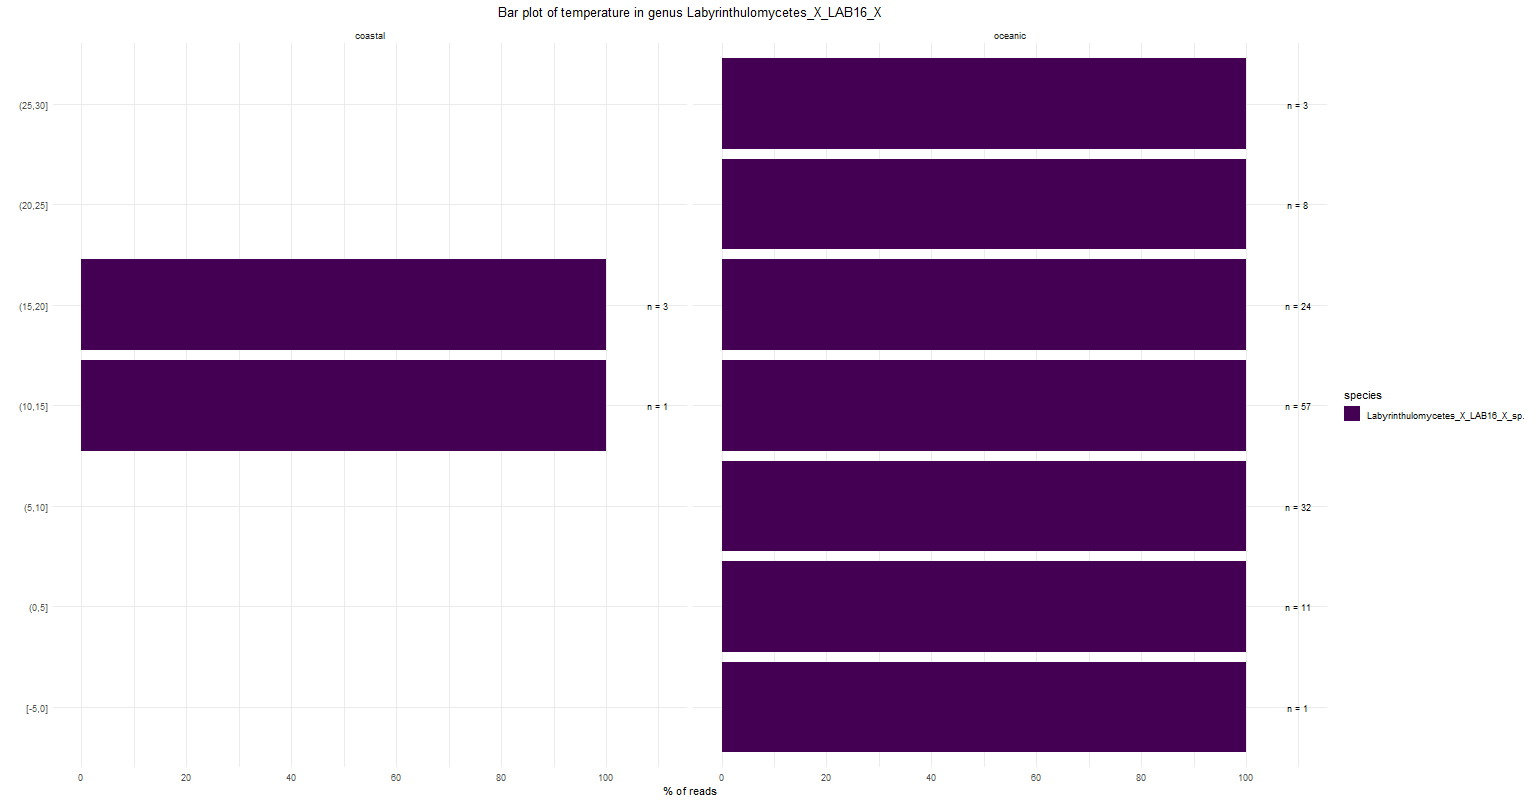 Bar plot of temperature in genus Labyrinthulomycetes_X_LAB16_X
coastal
oceanic
(25,30]
n = 3
(20,25]
n = 8
(15,20]
n = 3
n = 24
(10,15]
n = 1
n = 57
(5,10]
n = 32
(0,5]
n = 11
[-5,0]
n = 1
0 20 40 60 80 100
0 20 40 60 80 100
% of reads
species
Labyrinthulomycetes_X_LAB16_X_sp.